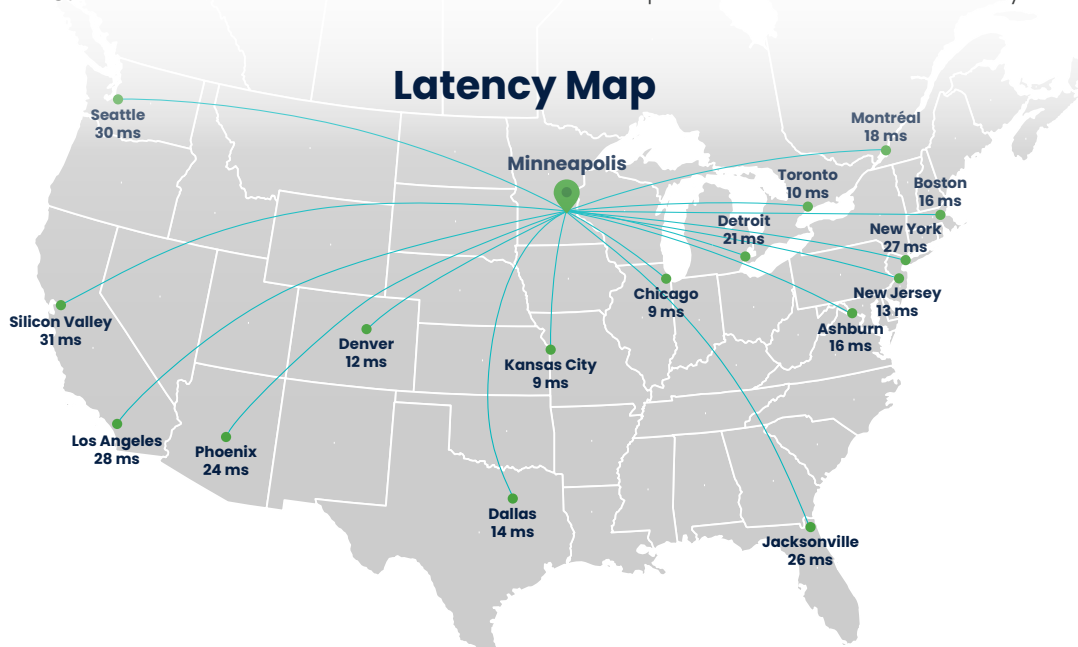 Latency Map
Seattle
30 ms
Montréal
18 ms
Minneapolis
Toronto
10 ms
Boston
16 ms
Detroit
21 ms
New York
27 ms
Chicago
9 ms
New Jersey
13 ms
Silicon Valley
31 ms
Ashburn
16 ms
Denver
12 ms
Kansas City
9 ms
Los Angeles
28 ms
Phoenix
24 ms
Dallas
14 ms
Jacksonville
26 ms